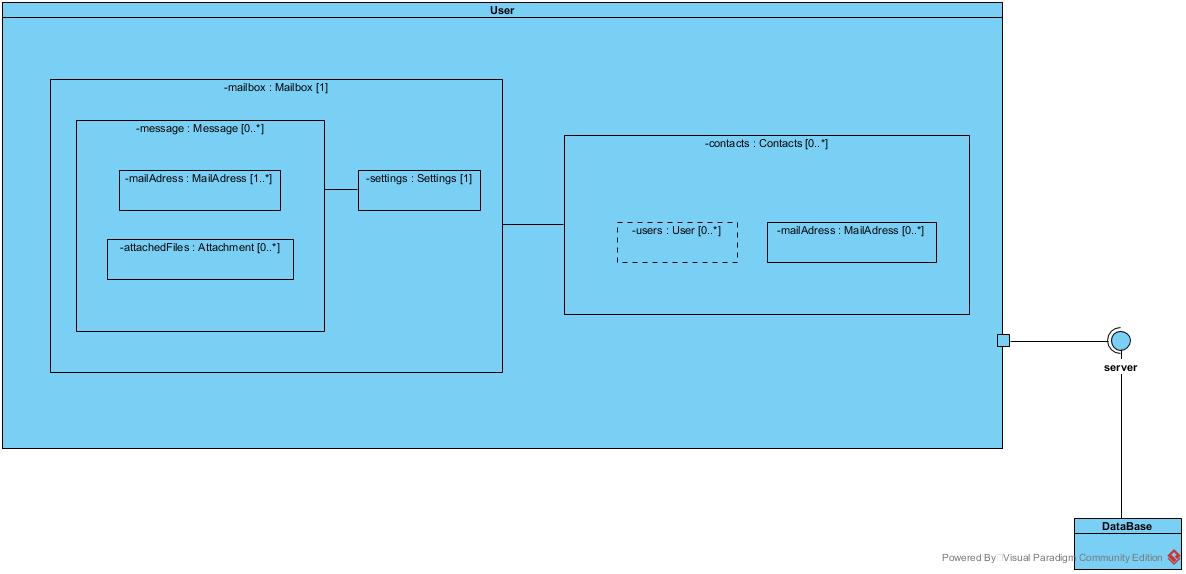 User
-mailbox : Mailbox [1]
-message : Message [0..*]
-contacts : Contacts [0..*]
-mailAdress : MailAdress [1..*]
-settings : Settings [1]
-users : User [0..*]
-mailAdress : MailAdress [0..*]
-attachedFiles : Attachment [0..*]
server
DataBase
Powered By Visual Paradigm Community Edition